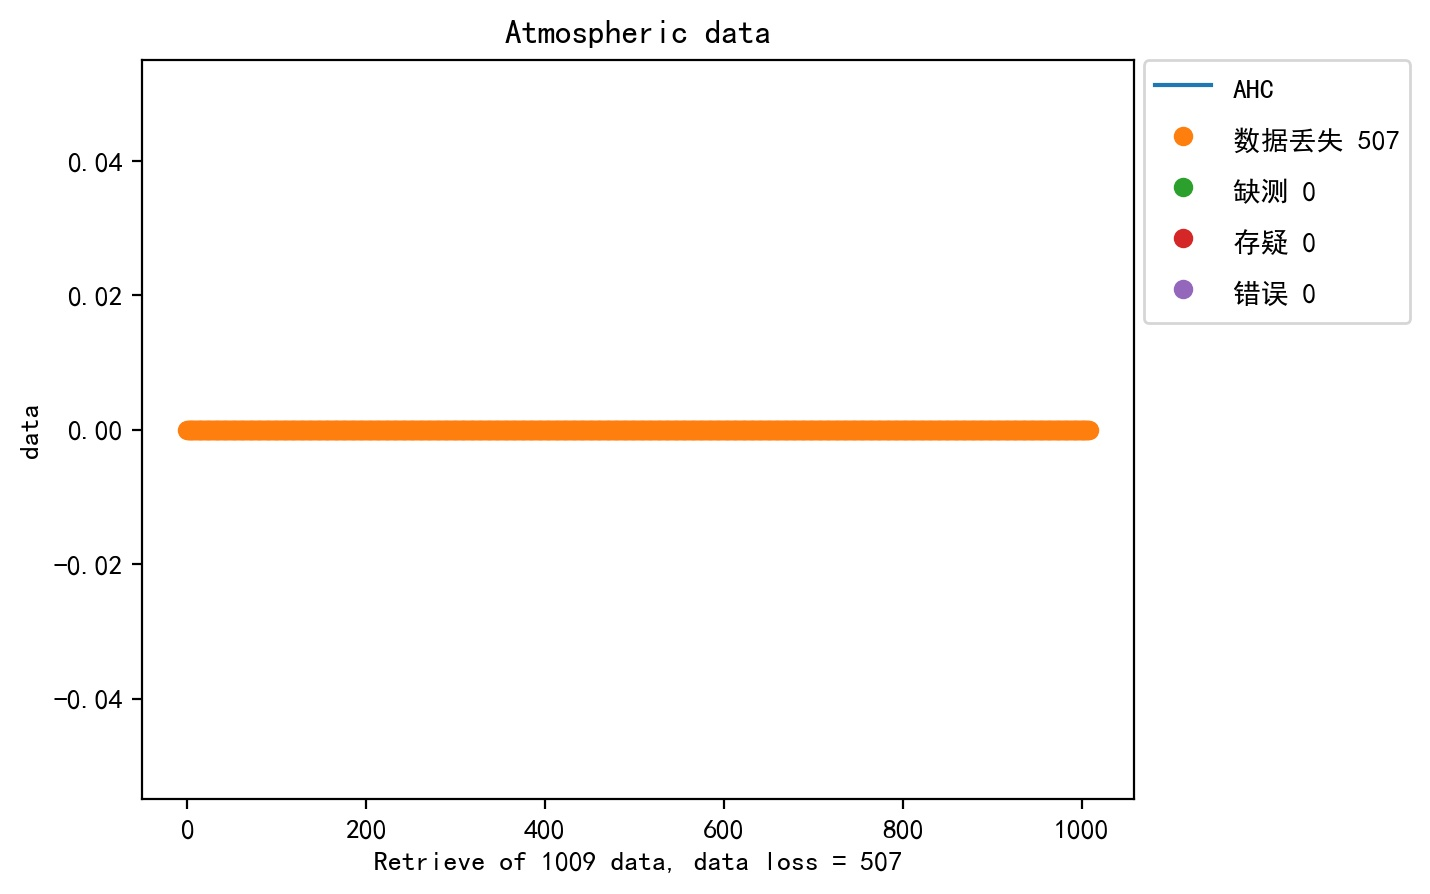 Atmospheric data
AHC
数据丢失 507
缺测 0
存疑 0
错误 0
0.04
0.02
0.00
-0.02
-0.04
data
0 200 400 600 800 1000
Retrieve of 1009 data, data loss = 507